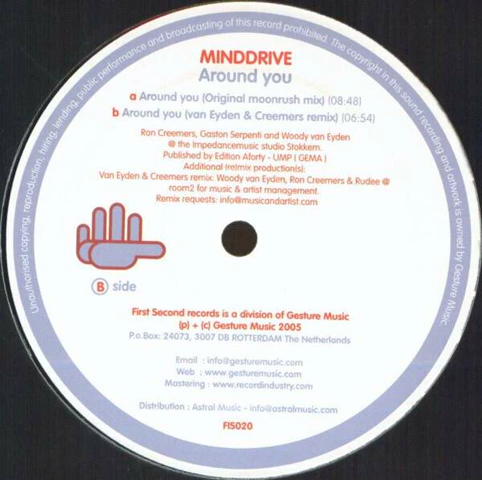 Unauthorised copying, reproduction, hiring, lending, public performance and broadcasting of this record prohibited. The copyright in this sound recording and artwork is owned by Gesture Music
MINDDRIVE
Around you
a Around you (Original moonrush mix) (08:48)
b Around you (van Eyden & Creemers remix) (06:54)
Ron Creemers, Gaston Serpenti and Woody van Eyden
@ the Impedancemusic studio Stokkem.
Published by Edition Aforty - UMP ( GEMA )
Additional (re)mix production(s):
Van Eyden & Creemers remix: Woody van Eyden, Ron Creemers & Rudee @
room2 for music & artist management.
Remix requests: info@musicandartist.com
B side
First Second records is a division of Gesture Music
(p) + (c) Gesture Music 2005
P.o.Box: 24073, 3007 DB ROTTERDAM The Netherlands
Email : info@gesturemusic.com
Web : www.gesturemusic.com
Mastering : www.recordindustry.com
Distribution : Astral Music - info@astralmusic.com
FIS020